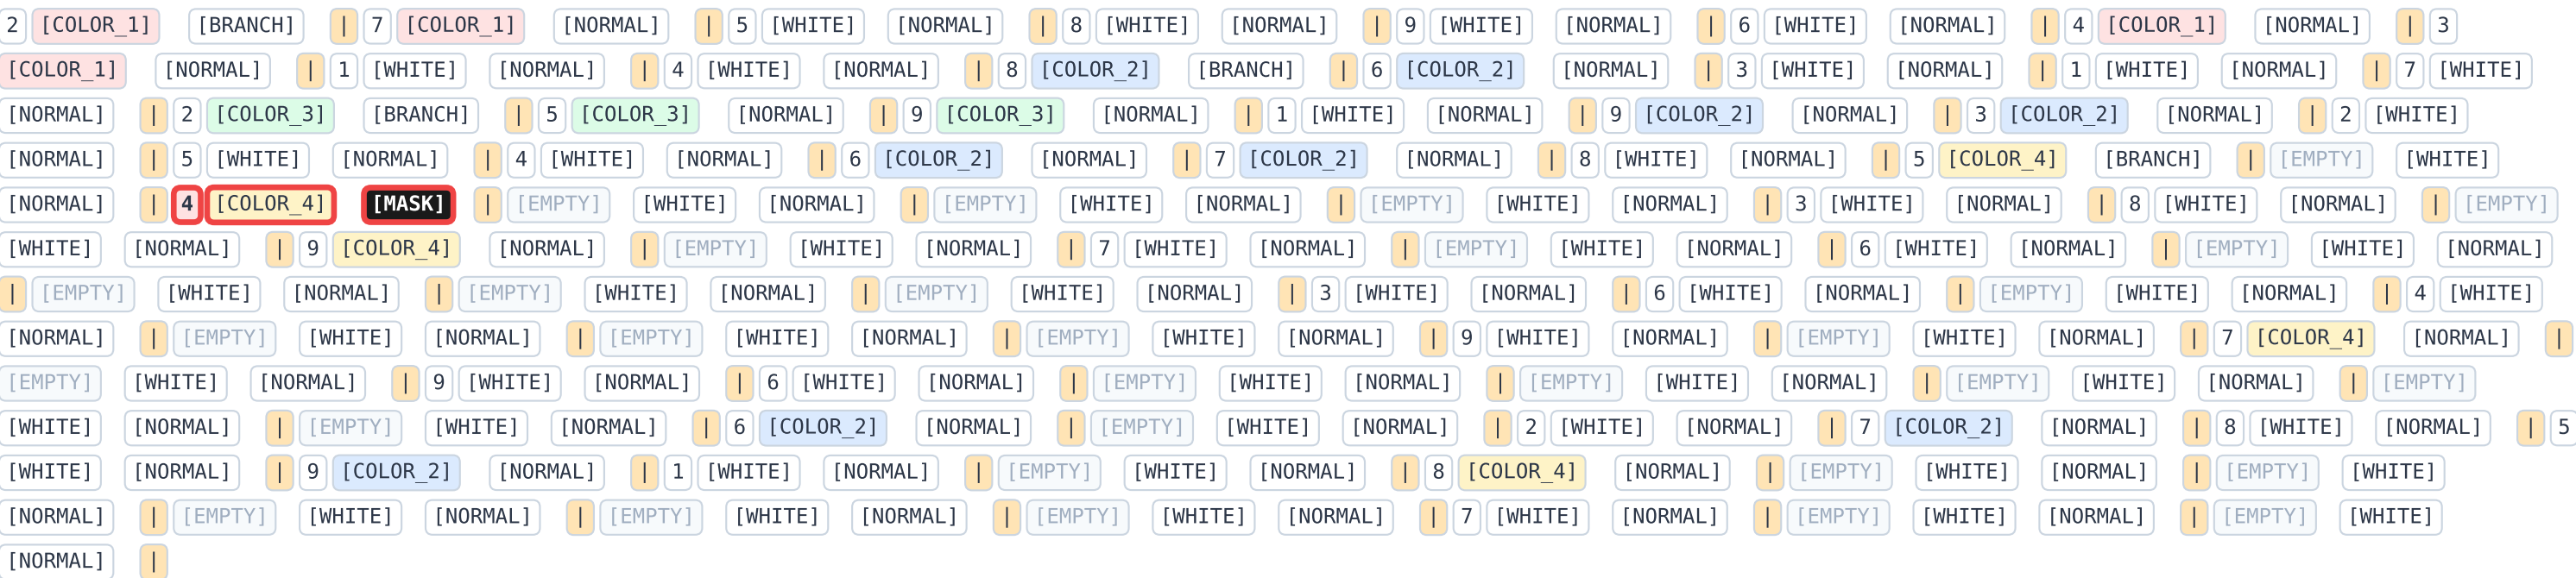 2 [COLOR_1] [BRANCH] | 7 [COLOR_1] [NORMAL] | 5 [WHITE] [NORMAL] | 8 [WHITE] [NORMAL] | 9 [WHITE] [NORMAL] | 6 [WHITE] [NORMAL] | 4 [COLOR_1] [NORMAL] | 3
[COLOR_1] [NORMAL] | 1 [WHITE] [NORMAL] | 4 [WHITE] [NORMAL] | 8 [COLOR_2] [BRANCH] | 6 [COLOR_2] [NORMAL] | 3 [WHITE] [NORMAL] | 1 [WHITE] [NORMAL] | 7 [WHITE]
[NORMAL] | 2 [COLOR_3] [BRANCH] | 5 [COLOR_3] [NORMAL] | 9 [COLOR_3] [NORMAL] | 1 [WHITE] [NORMAL] | 9 [COLOR_2] [NORMAL] | 3 [COLOR_2] [NORMAL] | 2 [WHITE]
[NORMAL] | 5 [WHITE] [NORMAL] | 4 [WHITE] [NORMAL] | 6 [COLOR_2] [NORMAL] | 7 [COLOR_2] [NORMAL] | 8 [WHITE] [NORMAL] | 5 [COLOR_4] [BRANCH] | [EMPTY] [WHITE]
[NORMAL] | 4 [COLOR_4] [MASK] | [EMPTY] [WHITE] [NORMAL] | [EMPTY] [WHITE] [NORMAL] | [EMPTY] [WHITE] [NORMAL] | 3 [WHITE] [NORMAL] | 8 [WHITE] [NORMAL] | [EMPTY]
[WHITE] [NORMAL] | 9 [COLOR_4] [NORMAL] | [EMPTY] [WHITE] [NORMAL] | 7 [WHITE] [NORMAL] | [EMPTY] [WHITE] [NORMAL] | 6 [WHITE] [NORMAL] | [EMPTY] [WHITE] [NORMAL]
| [EMPTY] [WHITE] [NORMAL] | [EMPTY] [WHITE] [NORMAL] | [EMPTY] [WHITE] [NORMAL] | 3 [WHITE] [NORMAL] | 6 [WHITE] [NORMAL] | [EMPTY] [WHITE] [NORMAL] | 4 [WHITE]
[NORMAL] | [EMPTY] [WHITE] [NORMAL] | [EMPTY] [WHITE] [NORMAL] | [EMPTY] [WHITE] [NORMAL] | 9 [WHITE] [NORMAL] | [EMPTY] [WHITE] [NORMAL] | 7 [COLOR_4] [NORMAL] |
[EMPTY] [WHITE] [NORMAL] | 9 [WHITE] [NORMAL] | 6 [WHITE] [NORMAL] | [EMPTY] [WHITE] [NORMAL] | [EMPTY] [WHITE] [NORMAL] | [EMPTY] [WHITE] [NORMAL] | [EMPTY]
[WHITE] [NORMAL] | [EMPTY] [WHITE] [NORMAL] | 6 [COLOR_2] [NORMAL] | [EMPTY] [WHITE] [NORMAL] | 2 [WHITE] [NORMAL] | 7 [COLOR_2] [NORMAL] | 8 [WHITE] [NORMAL] | 5
[WHITE] [NORMAL] | 9 [COLOR_2] [NORMAL] | 1 [WHITE] [NORMAL] | [EMPTY] [WHITE] [NORMAL] | 8 [COLOR_4] [NORMAL] | [EMPTY] [WHITE] [NORMAL] | [EMPTY] [WHITE]
[NORMAL] | [EMPTY] [WHITE] [NORMAL] | [EMPTY] [WHITE] [NORMAL] | [EMPTY] [WHITE] [NORMAL] | 7 [WHITE] [NORMAL] | [EMPTY] [WHITE] [NORMAL] | [EMPTY] [WHITE]
[NORMAL] |